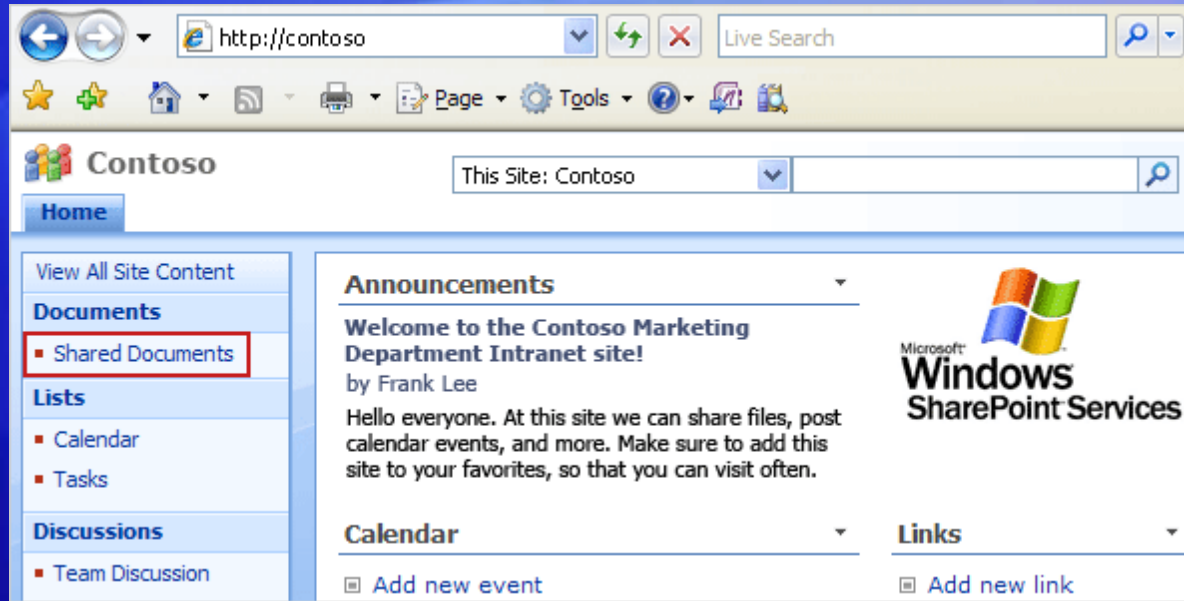 http://contoso
Live Search
Page
Tools
Contoso
This Site: Contoso
Home
View All Site Content
Documents
Shared Documents
Lists
Calendar
Tasks
Discussions
Team Discussion
Announcements
Welcome to the Contoso Marketing
Department Intranet site!
by Frank Lee
Hello everyone. At this site we can share files, post
calendar events, and more. Make sure to add this
site to your favorites, so that you can visit often.
Calendar
Add new event
Microsoft
Windows
SharePoint Services
Links
Add new link